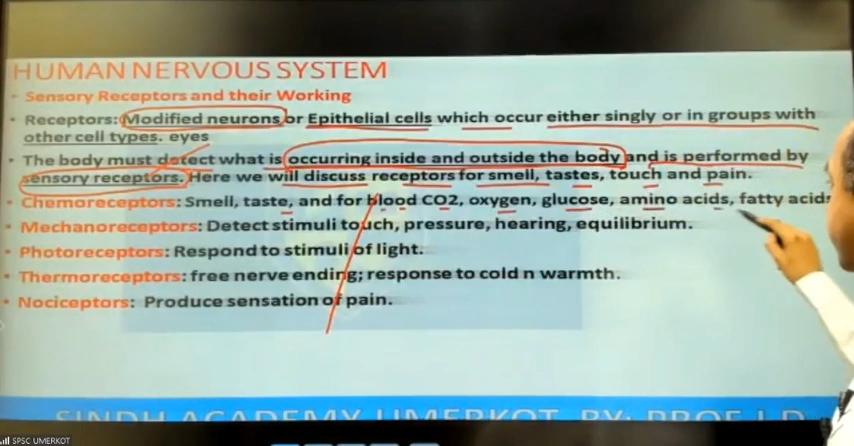 HUMAN NERVOUS SYSTEM
• Sensory Receptors and their Working
• Receptors: Modified neurons or Epithelial cells which occur either singly or in groups with
other cell types. eyes
• The body must detect what is occurring inside and outside the body and is performed by
sensory receptors. Here we will discuss receptors for smell, tastes, touch and pain.
• Chemoreceptors: Smell, taste, and for blood CO2, oxygen, glucose, amino acids, fatty acids
• Mechanoreceptors: Detect stimuli touch, pressure, hearing, equilibrium.
• Photoreceptors: Respond to stimuli of light.
• Thermoreceptors: free nerve ending; response to cold n warmth.
• Nociceptors: Produce sensation of pain.
SINDH ACADEMY UMERKOT BY: PROF I.D
SPSC UMERKOT